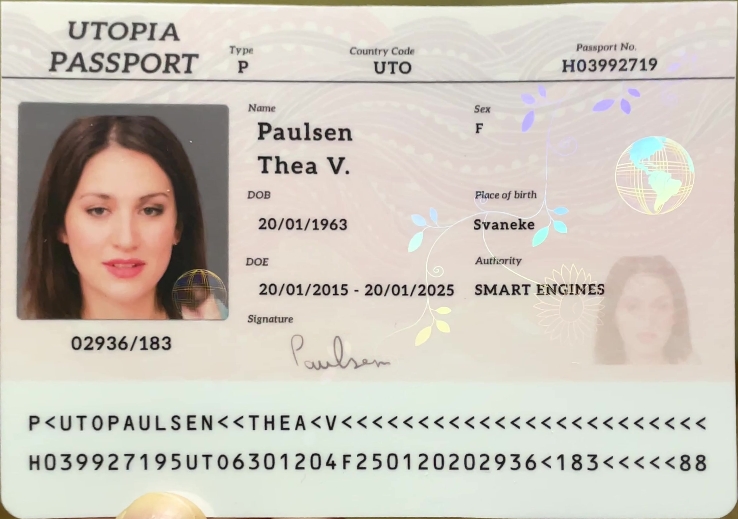 UTOPIA
PASSPORT
Type
P
Country Code
UTO
Passport No.
H03992719
Name
Paulsen
Thea V.
Sex
F
DOB
20/01/1963
Place of birth
Svaneke
DOE
20/01/2015 - 20/01/2025
Authority
SMART ENGINES
Signature
Paulsen
02936/183
P<UTOPAULSEN<<THEA<V<<<<<<<<<<<<<<<<<<<<<<<<
H039927195UTO6301204F250120202936<183<<<<<88